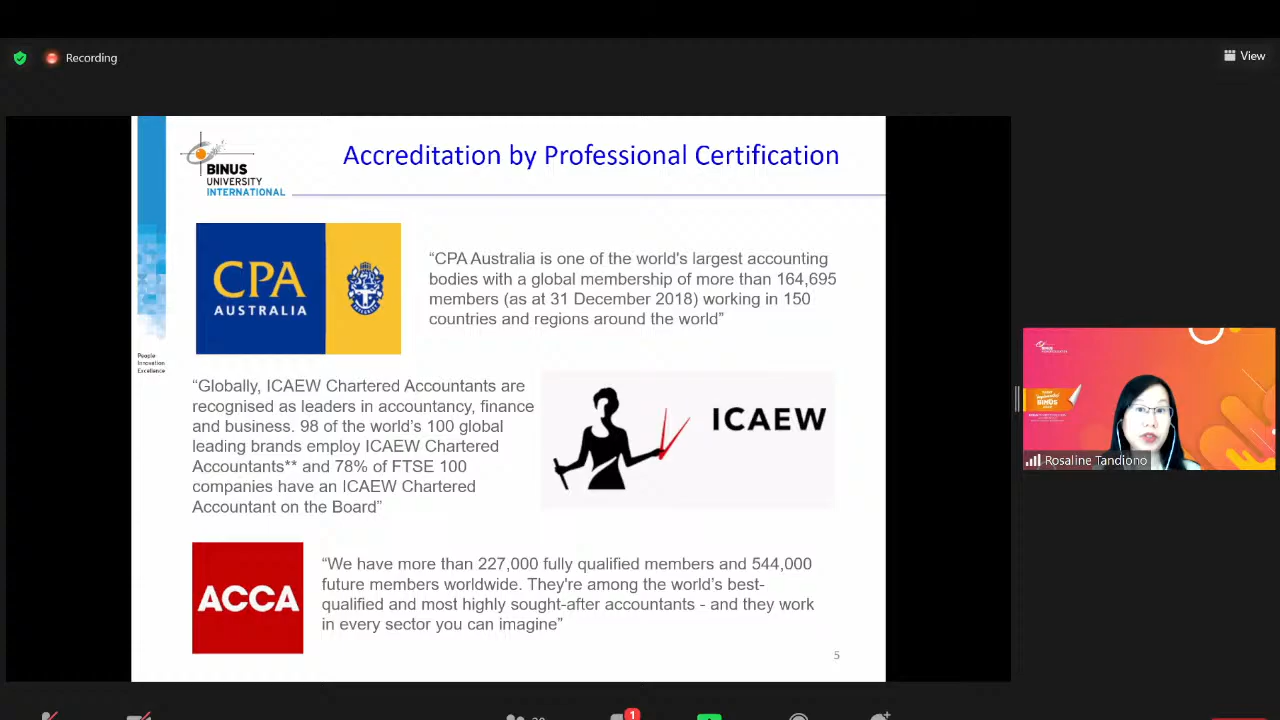 Recording
View
BINUS
UNIVERSITY
INTERNATIONAL
Accreditation by Professional Certification
People
Innovation
Excellence
CPA
AUSTRALIA
“CPA Australia is one of the world's largest accounting
bodies with a global membership of more than 164,695
members (as at 31 December 2018) working in 150
countries and regions around the world”
“Globally, ICAEW Chartered Accountants are
recognised as leaders in accountancy, finance
and business. 98 of the world’s 100 global
leading brands employ ICAEW Chartered
Accountants** and 78% of FTSE 100
companies have an ICAEW Chartered
Accountant on the Board”
ICAEW
ACCA
“We have more than 227,000 fully qualified members and 544,000
future members worldwide. They're among the world’s best-
qualified and most highly sought-after accountants - and they work
in every sector you can imagine”
5
BINUS
Rosaline Tandiono
1